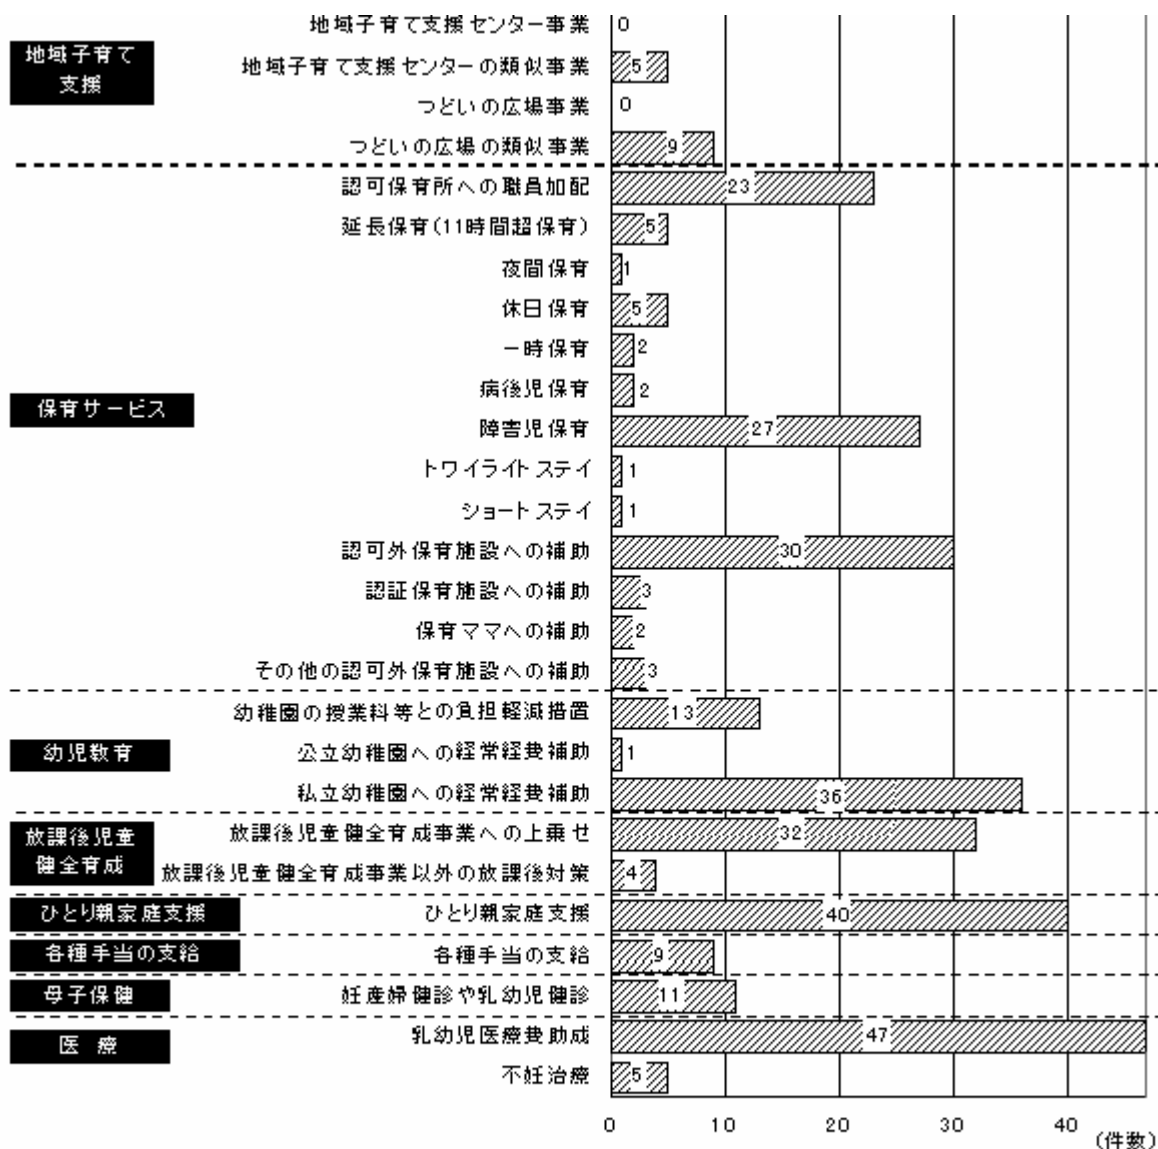 地域子育て支援センター事業 0
地域子育て
支援
地域子育て支援センターの類似事業 5
つどいの広場事業 0
つどいの広場の類似事業 9
認可保育所への職員加配 23
延長保育(11時間超保育) 5
夜間保育 1
休日保育 5
一時保育 2
病後児保育 2
保育サービス
障害児保育 27
トワイライトステイ 1
ショートステイ 1
認可外保育施設への補助 30
認証保育施設への補助 3
保育ママへの補助 2
その他の認可外保育施設への補助 3
幼稚園の授業料等との負担軽減措置 13
幼児教育
公立幼稚園への経常経費補助 1
私立幼稚園への経常経費補助 36
放課後児童
健全育成
放課後児童健全育成事業への上乗せ 32
放課後児童健全育成事業以外の放課後対策 4
ひとり親家庭支援 ひとり親家庭支援 40
各種手当の支給 各種手当の支給 9
母子保健 妊産婦健診や乳幼児健診 11
医 療 乳幼児医療費助成 47
不妊治療 5
0 10 20 30 40
(件数)